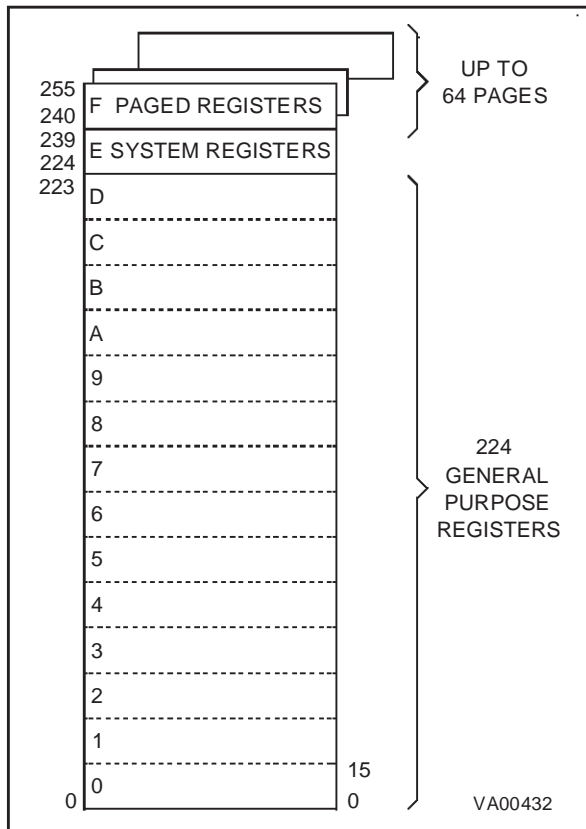 UP TO
64 PAGES
255
240
F PAGED REGISTERS
239
224
E SYSTEM REGISTERS
223
D
C
B
A
9
8
7
6
5
4
3
2
1
0
224
GENERAL
PURPOSE
REGISTERS
15
0
0
VA00432